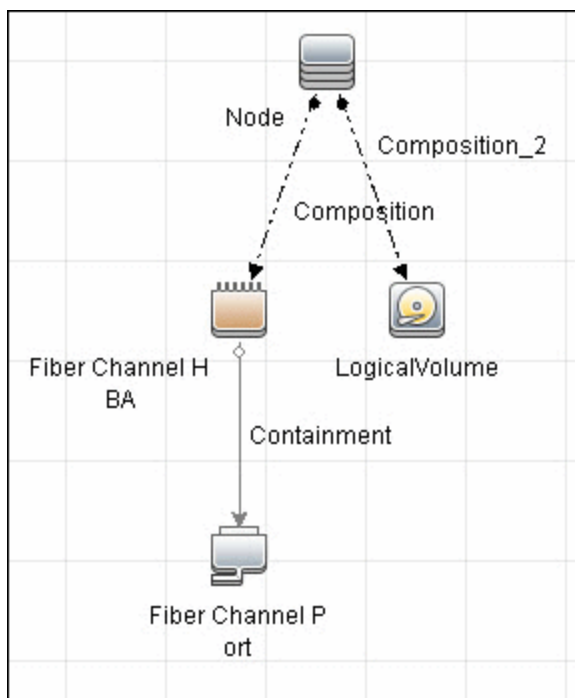 Node
Composition_2
Composition
Fiber Channel H
BA
LogicalVolume
Containment
Fiber Channel P
ort